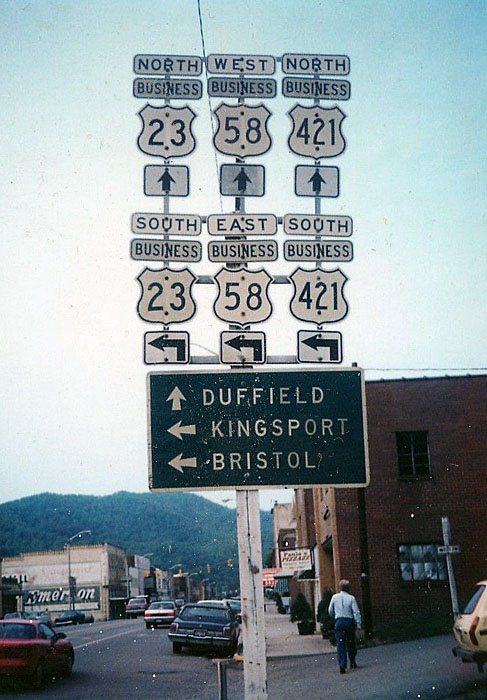 NORTH WEST NORTH
BUSINESS BUSINESS BUSINESS
23 58 421
SOUTH EAST SOUTH
BUSINESS BUSINESS BUSINESS
23 58 421
DUFFIELD
KINGSPORT
BRISTOL
PIZZA